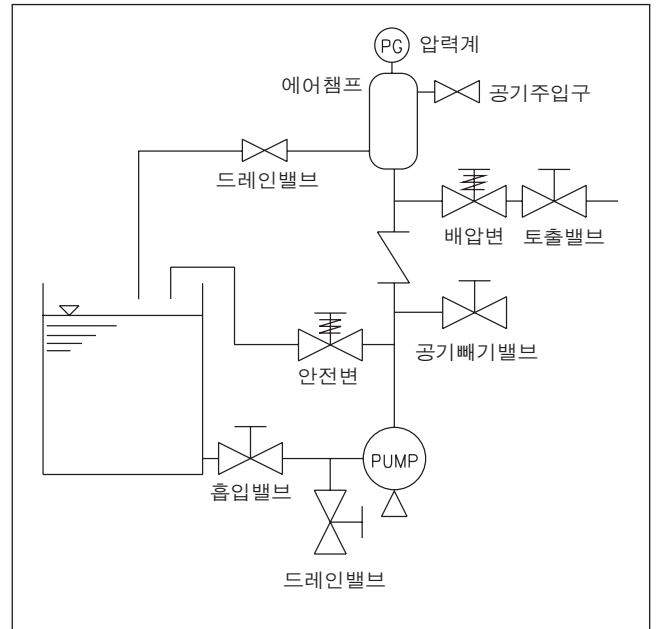 PG 압력계
에어챔프
공기주입구
드레인밸브
배압변 토출밸브
공기빼기밸브
안전변
PUMP
흡입밸브
드레인밸브